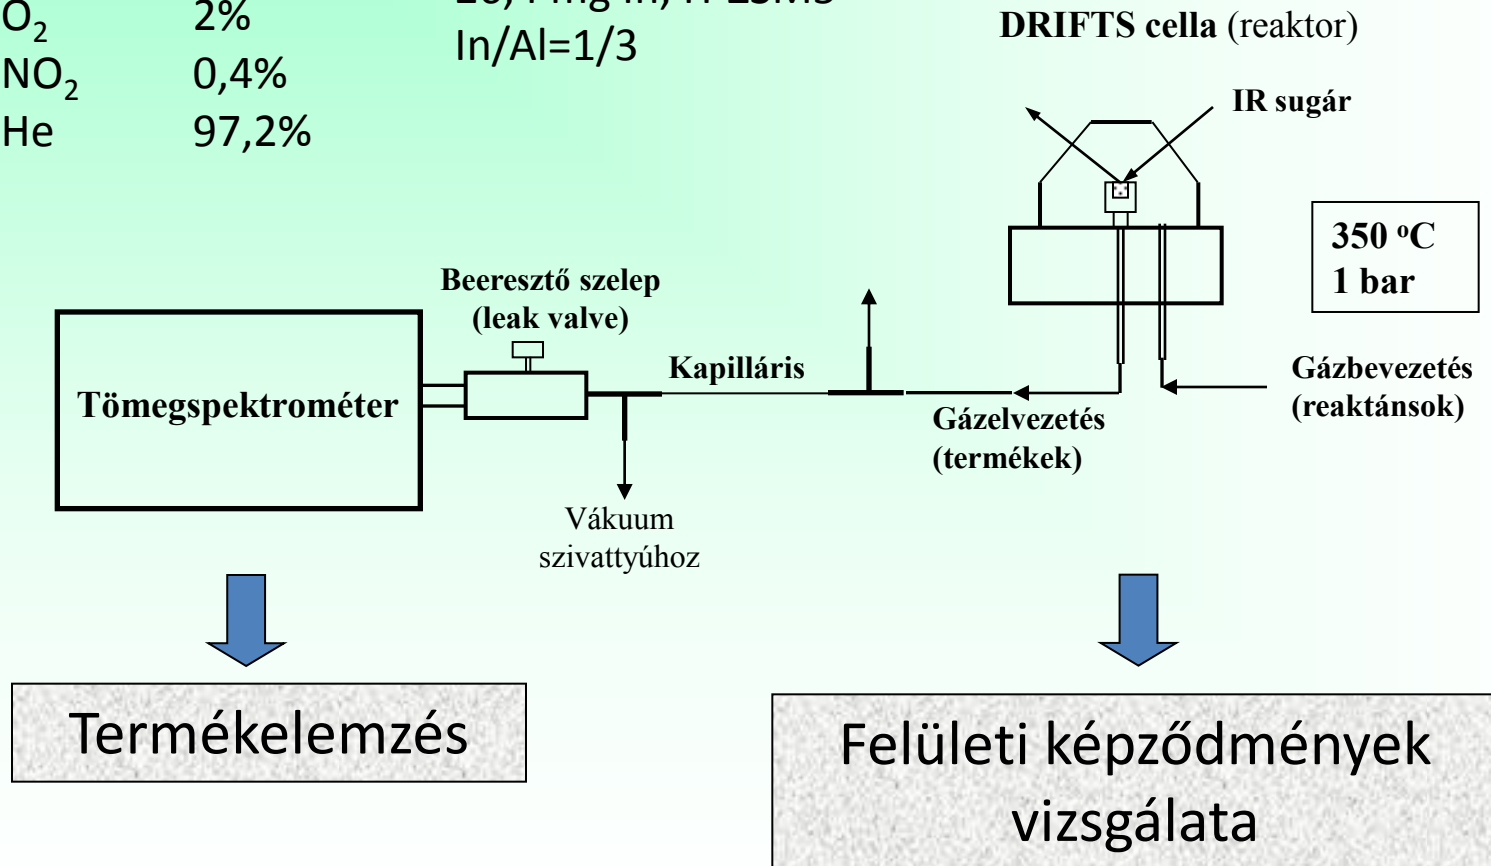 O2 2%
NO2 0,4%
He 97,2%
In/Al=1/3
DRIFTS cella (reaktor)
IR sugár
350 °C
1 bar
Beeresztő szelep
(leak valve)
Kapilláris
Tömegspektrométer
Gázelvezetés
(termékek)
Gázbevezetés
(reaktánsok)
Vákuum
szivattyúhoz
Termékelemzés
Felületi képződmények
vizsgálata